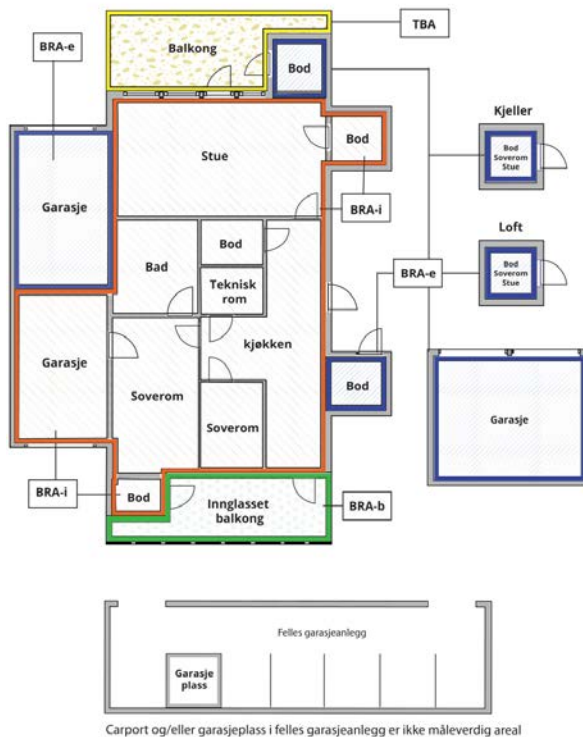 BRA-e
TBA
Balkong
Bod
Kjeller
Bod
Soverom
Stue
Stue
Bod
BRA-i
Garasje
Bod
Bad
Loft
Teknisk
rom
BRA-e
Bod
Soverom
Stue
kjøkken
Garasje
Soverom
Bod
Garasje
Soverom
BRA-i
Bod
Innglasset
balkong
BRA-b
Felles garasjeanlegg
Garasje
plass
Carport og/eller garasjeplass i felles garasjeanlegg er ikke måleverdig areal